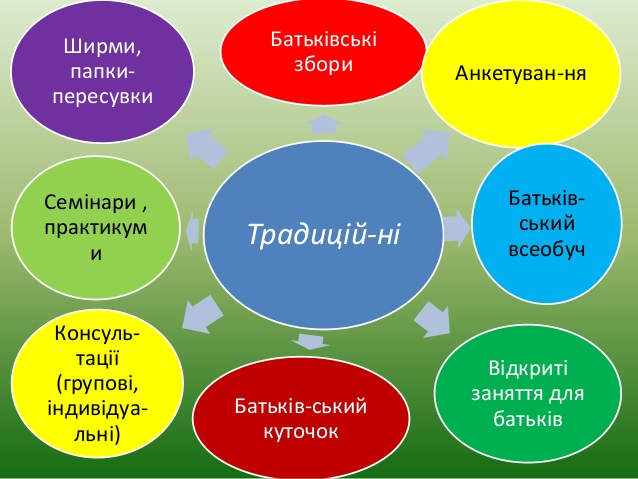 Ширми,
папки-
пересувки
Батьківські
збори
Анкетуван-ня
Семінари ,
практикум
и
Традицій-ні
Батьків-
ський
всеобуч
Консуль-
тації
(групові,
індивідуа-
льні)
Батьків-ський
куточок
Відкриті
заняття для
батьків